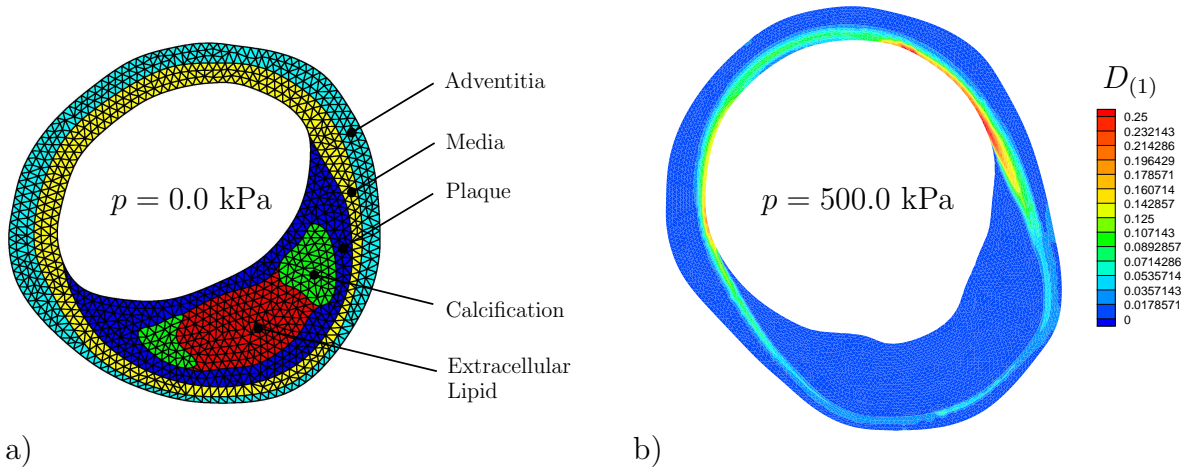 Adventitia
Media
Plaque
p = 0.0 kPa
Calcification
Extracellular
Lipid
a)
p = 500.0 kPa
b)
D(1)
0.25
0.232143
0.214286
0.196429
0.178571
0.160714
0.142857
0.125
0.107143
0.0892857
0.0714286
0.0535714
0.0357143
0.0178571
0